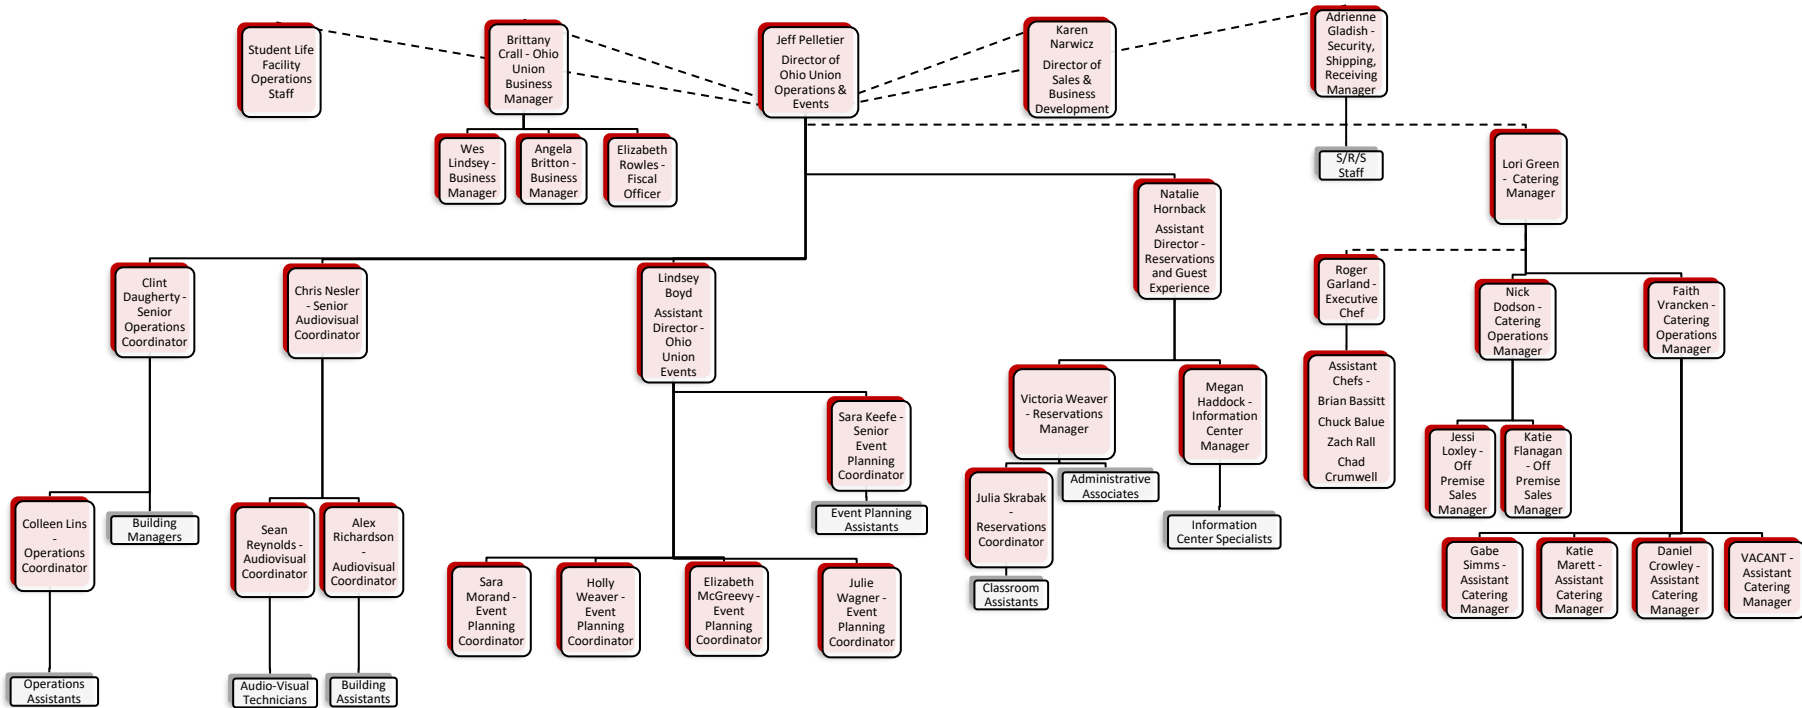 Student Life
Facility
Operations
Staff
Brittany
Crall - Ohio
Union
Business
Manager
Jeff Pelletier
Director of
Ohio Union
Operations &
Events
Karen
Narwicz
Director of
Sales &
Business
Development
Adrienne
Gladish -
Security,
Shipping,
Receiving
Manager
Wes
Lindsey -
Business
Manager
Angela
Britton -
Business
Manager
Elizabeth
Rowles -
Fiscal
Officer
S/R/S
Staff
Lori Green
- Catering
Manager
Natalie
Hornback
Assistant
Director -
Reservations
and Guest
Experience
Clint
Daugherty -
Senior
Operations
Coordinator
Chris Nesler
- Senior
Audiovisual
Coordinator
Lindsey
Boyd
Assistant
Director -
Ohio
Union
Events
Roger
Garland -
Executive
Chef
Nick
Dodson -
Catering
Operations
Manager
Faith
Vrancken -
Catering
Operations
Manager
Assistant
Chefs -
Brian Bassitt
Chuck Balue
Zach Rall
Chad
Crumwell
Sara Keefe -
Senior
Event
Planning
Coordinator
Victoria Weaver
- Reservations
Manager
Megan
Haddock -
Information
Center
Manager
Jessi
Loxley - Off
Premise
Sales
Manager
Katie
Flanagan
- Off
Premise
Sales
Manager
Colleen Lins
-
Operations
Coordinator
Building
Managers
Sean
Reynolds -
Audiovisual
Coordinator
Alex
Richardson
-
Audiovisual
Coordinator
Event Planning
Assistants
Julia Skrabak
-
Reservations
Coordinator
Administrative
Associates
Information
Center Specialists
Sara
Morand -
Event
Planning
Coordinator
Holly
Weaver -
Event
Planning
Coordinator
Elizabeth
McGreevy -
Event
Planning
Coordinator
Julie
Wagner -
Event
Planning
Coordinator
Classroom
Assistants
Gabe
Simms -
Assistant
Catering
Manager
Katie
Marett -
Assistant
Catering
Manager
Daniel
Crowley -
Assistant
Catering
Manager
VACANT -
Assistant
Catering
Manager
Operations
Assistants
Audio-Visual
Technicians
Building
Assistants